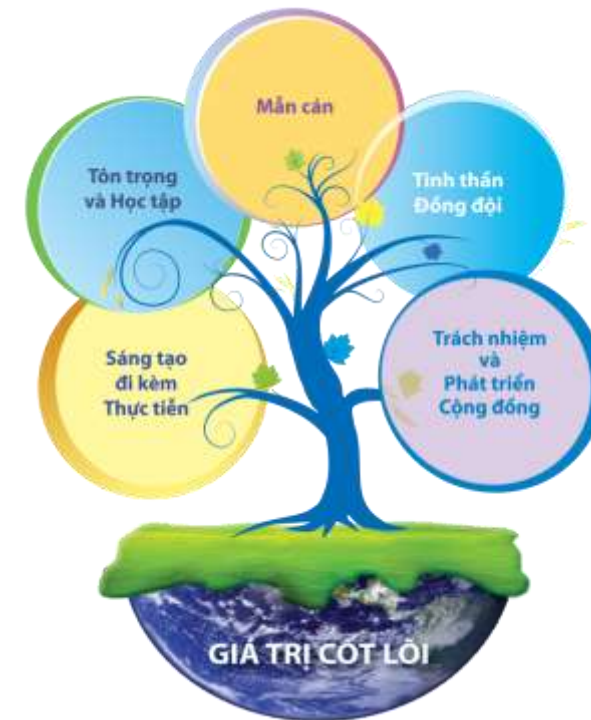 Mẫn cán
Tôn trọng
và Học tập
Tinh thần
Đồng đội
Sáng tạo
đi kèm
Thực tiễn
Trách nhiệm
và
Phát triển
Cộng đồng
GIÁ TRỊ CỐT LÕI